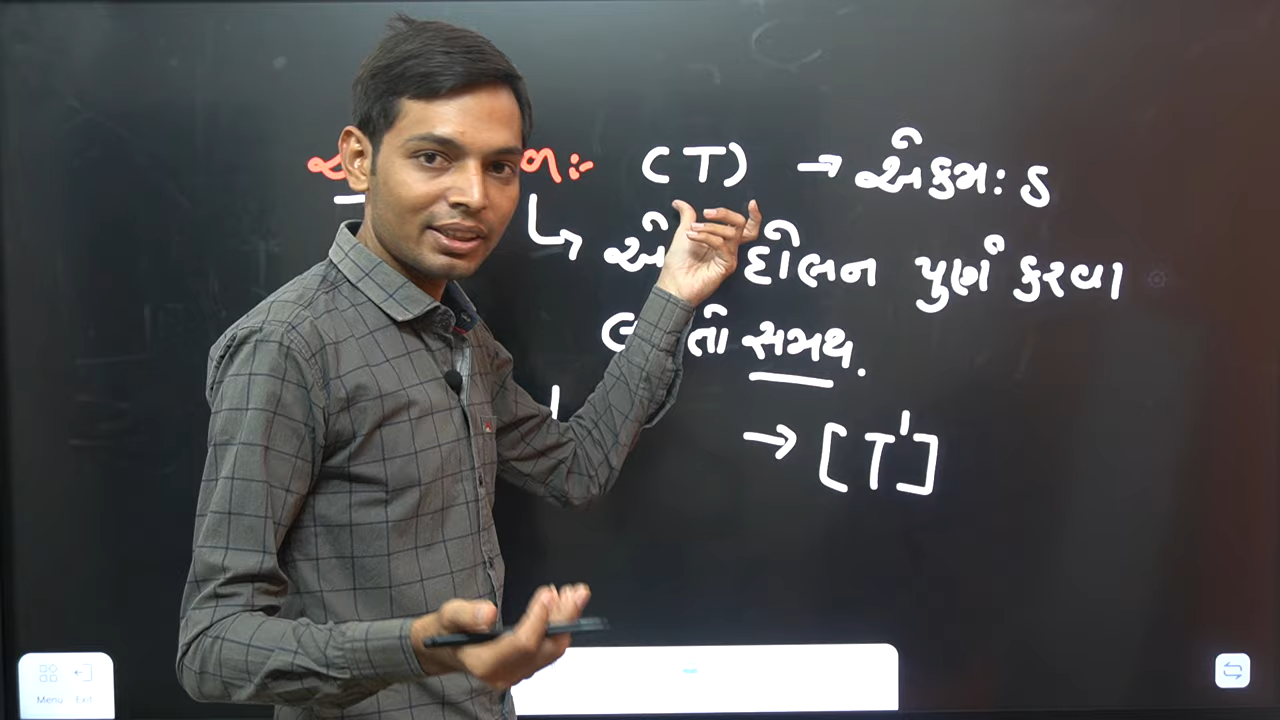 (T) → એકમ: s
દોલન પુર્ણ કરવા
સમય.
→ [T¹]
Menu Exit